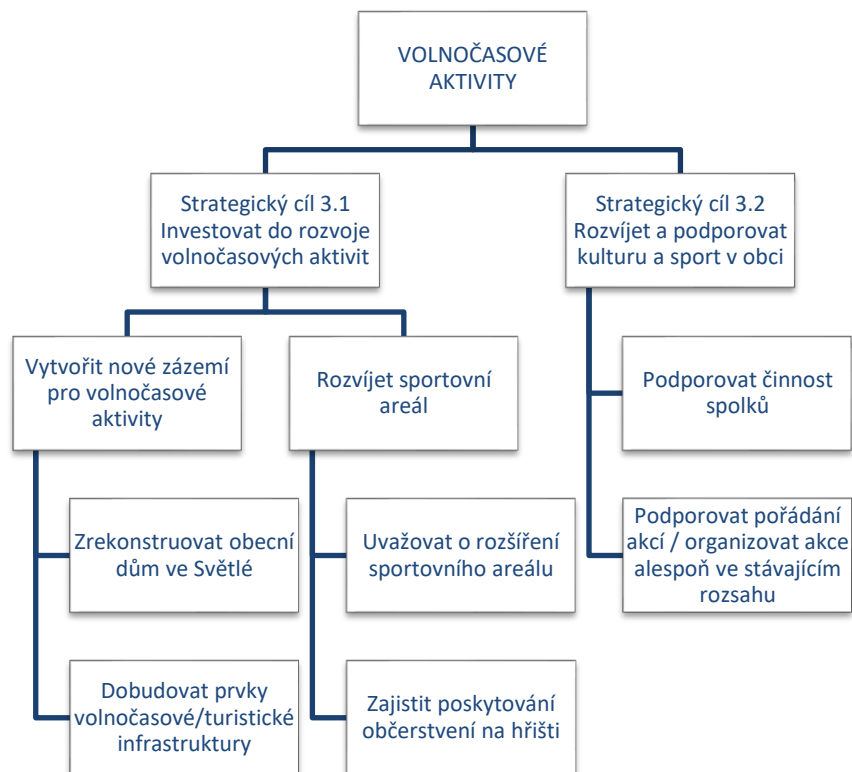 VOLNOČASOVÉ
AKTIVITY
Strategický cíl 3.1
Investovat do rozvoje
volnočasových aktivit
Strategický cíl 3.2
Rozvíjet a podporovat
kulturu a sport v obci
Vytvořit nové zázemí
pro volnočasové
aktivity
Rozvíjet sportovní
areál
Podporovat činnost
spolků
Zrekonstruovat obecní
dům ve Světlé
Uvažovat o rozšíření
sportovního areálu
Podporovat pořádání
akcí / organizovat akce
alespoň ve stávajícím
rozsahu
Dobudovat prvky
volnočasové/turistické
infrastruktury
Zajistit poskytování
občerstvení na hřišti